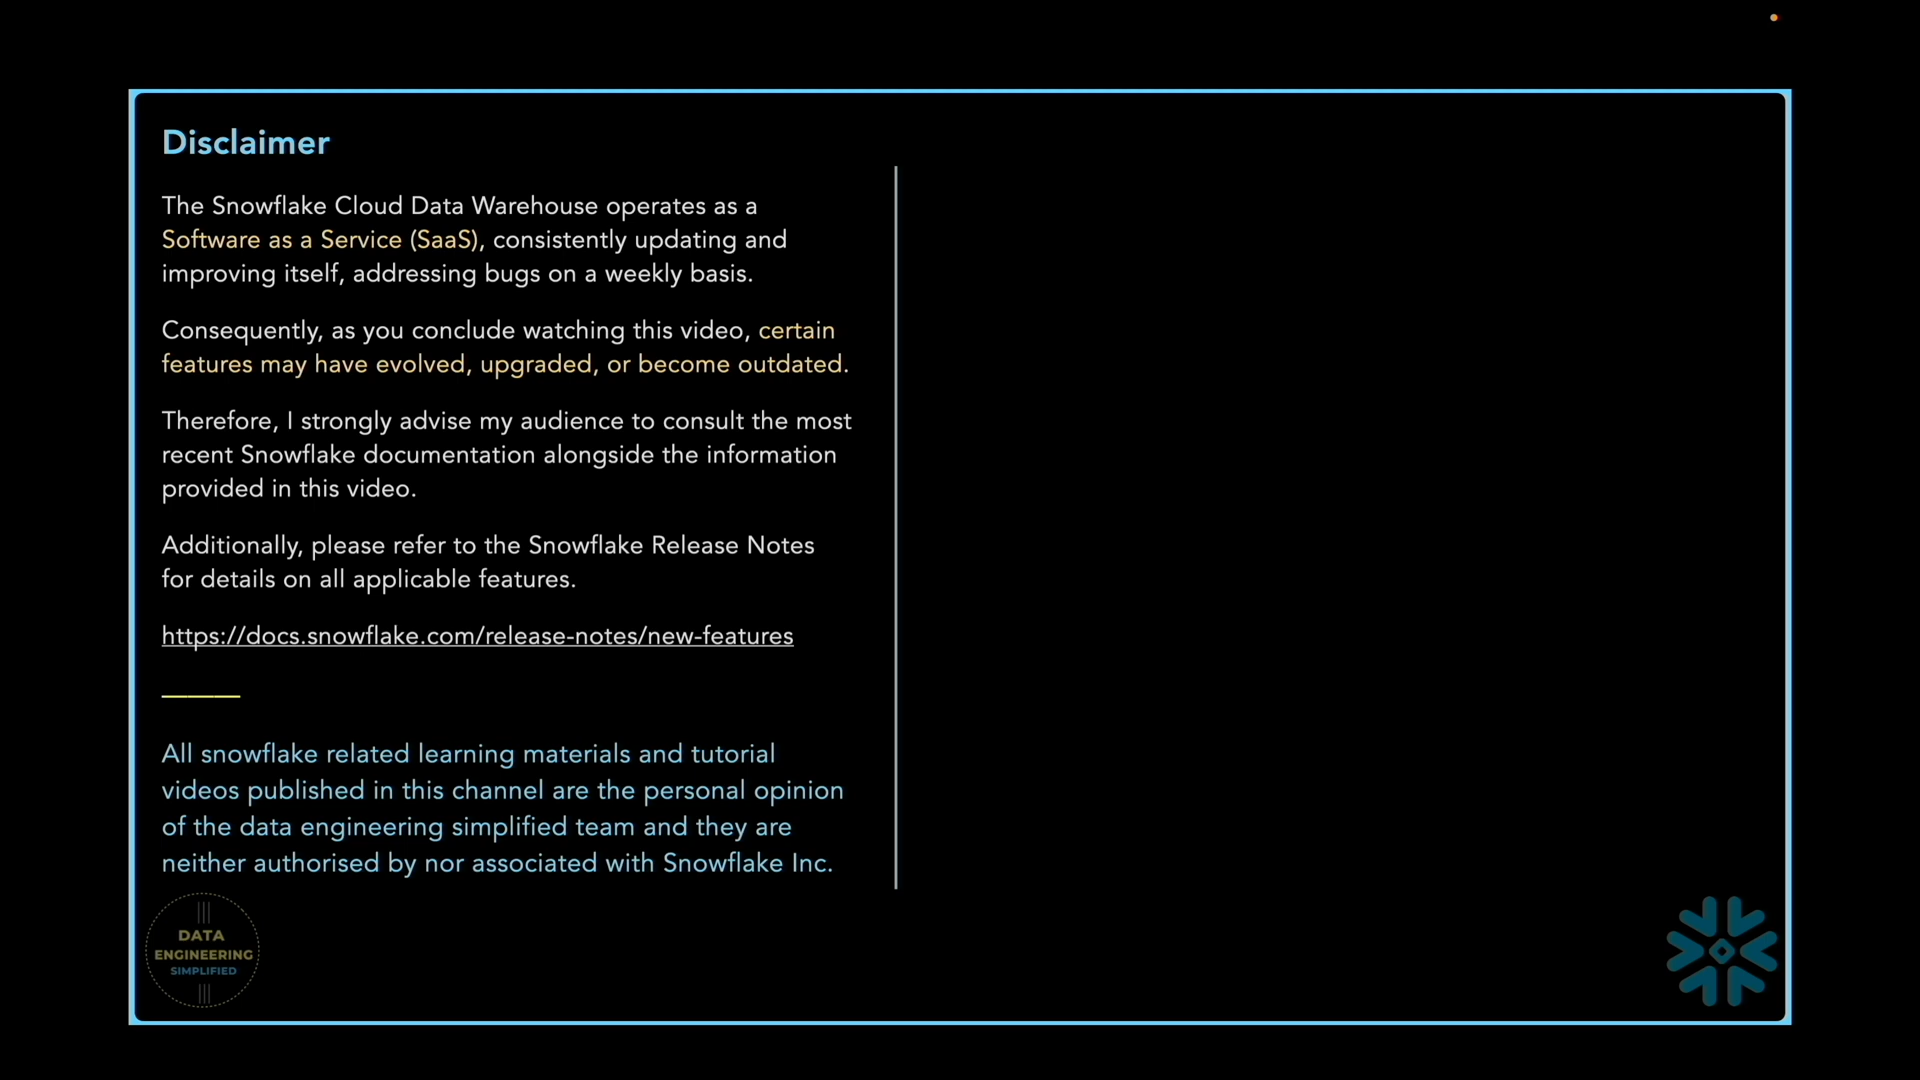 Disclaimer
The Snowflake Cloud Data Warehouse operates as a
Software as a Service (SaaS), consistently updating and
improving itself, addressing bugs on a weekly basis.
Consequently, as you conclude watching this video, certain
features may have evolved, upgraded, or become outdated.
Therefore, I strongly advise my audience to consult the most
recent Snowflake documentation alongside the information
provided in this video.
Additionally, please refer to the Snowflake Release Notes
for details on all applicable features.
https://docs.snowflake.com/release-notes/new-features
All snowflake related learning materials and tutorial
videos published in this channel are the personal opinion
of the data engineering simplified team and they are
neither authorised by nor associated with Snowflake Inc.
DATA
ENGINEERING
SIMPLIFIED